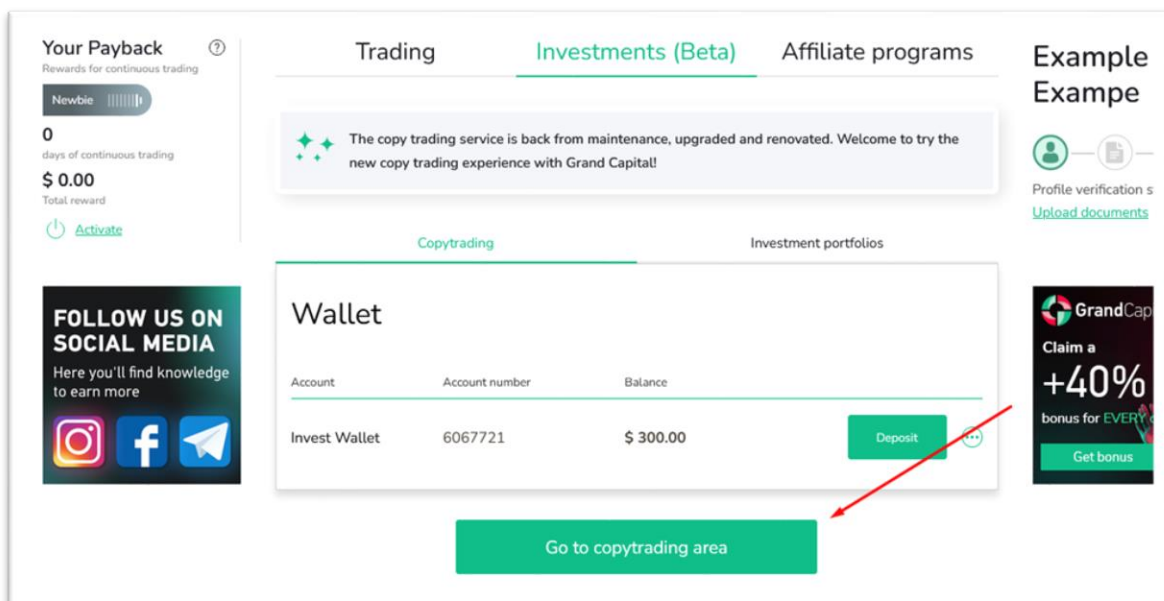 Your Payback
Rewards for continuous trading
Newbie
0
days of continuous trading
$ 0.00
Total reward
Activate
FOLLOW US ON
SOCIAL MEDIA
Here you'll find knowledge
to earn more
Trading
Investments (Beta)
Affiliate programs
The copy trading service is back from maintenance, upgraded and renovated. Welcome to try the
new copy trading experience with Grand Capital!
Copytrading
Investment portfolios
Wallet
Account
Account number
Balance
Invest Wallet
6067721
$ 300.00
Deposit
Go to copytrading area
Example
Exampe
Profile verification s
Upload documents
GrandCap
Claim a
+40%
bonus for EVERY
Get bonus